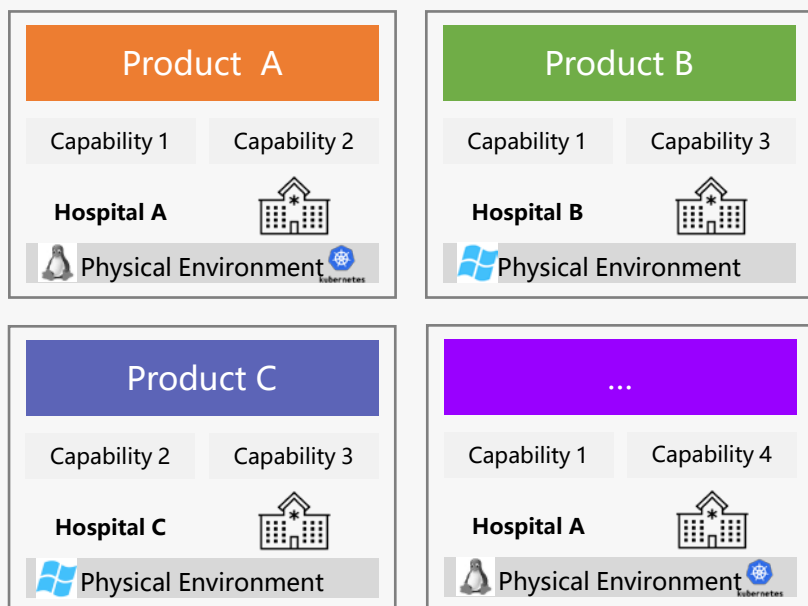 Product A
Capability 1
Capability 2
Hospital A
Physical Environment
kubernetes
Product B
Capability 1
Capability 3
Hospital B
Physical Environment
Product C
Capability 2
Capability 3
Hospital C
Physical Environment
...
Capability 1
Capability 4
Hospital A
Physical Environment
kubernetes